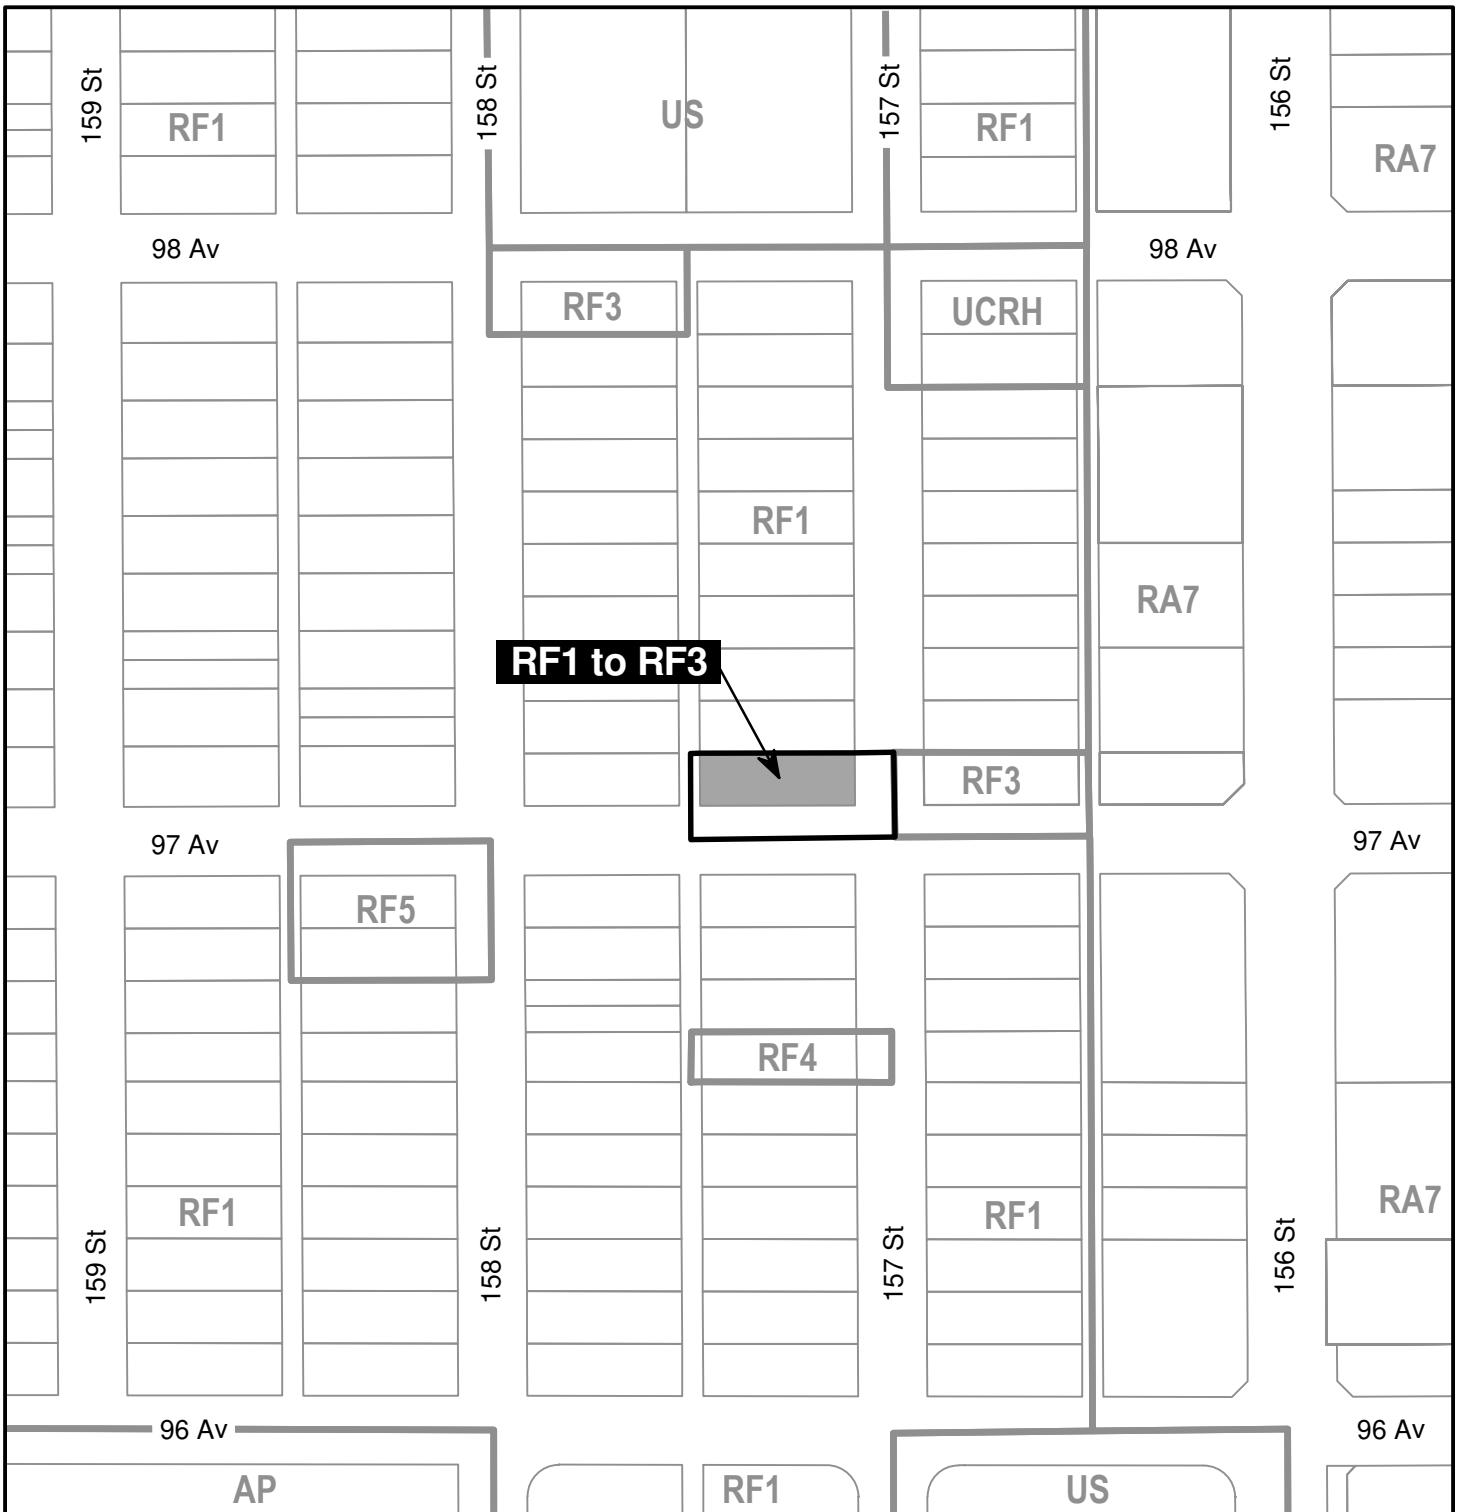 159 St
RF1
158 St
US
157 St
RF1
156 St
RA7
98 Av
98 Av
RF3
UCRH
RF1
RA7
RF1 to RF3
RF3
97 Av
97 Av
RF5
RF4
RF1
RF1
RA7
159 St
158 St
157 St
156 St
96 Av
96 Av
AP
RF1
US